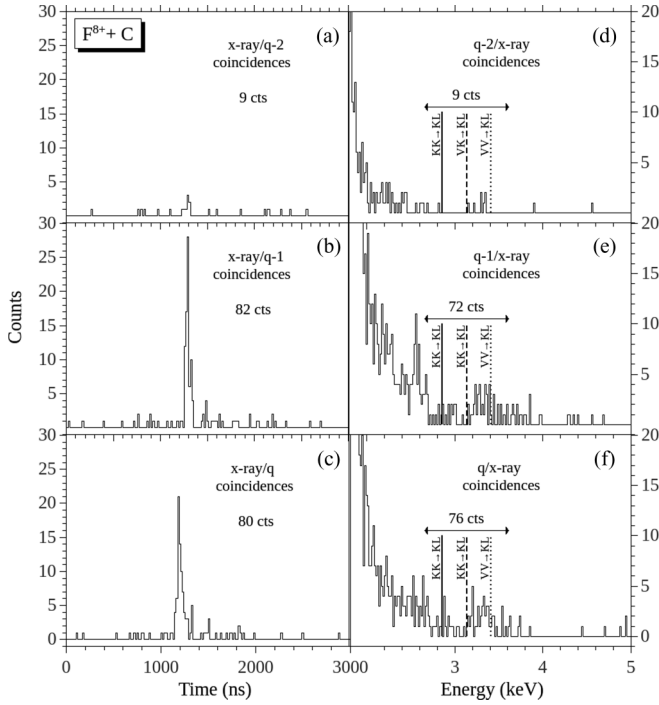 F8++ C
x-ray/q-2
coincidences
9 cts
(a)
q-2/x-ray
coincidences
9 cts
(d)
KK→KL
VK→KL
VV→KL
30
25
20
15
10
5
20
15
10
5
x-ray/q-1
coincidences
82 cts
(b)
q-1/x-ray
coincidences
72 cts
(e)
KK→KL
KK→KL
VV→KL
30
25
20
15
10
5
20
15
10
5
Counts
x-ray/q
coincidences
80 cts
(c)
q/x-ray
coincidences
76 cts
(f)
KK→KL
KK→KL
VV→KL
30
25
20
15
10
5
0
20
15
10
5
0
0 1000 2000 3000 3 4 5
Time (ns)
Energy (keV)